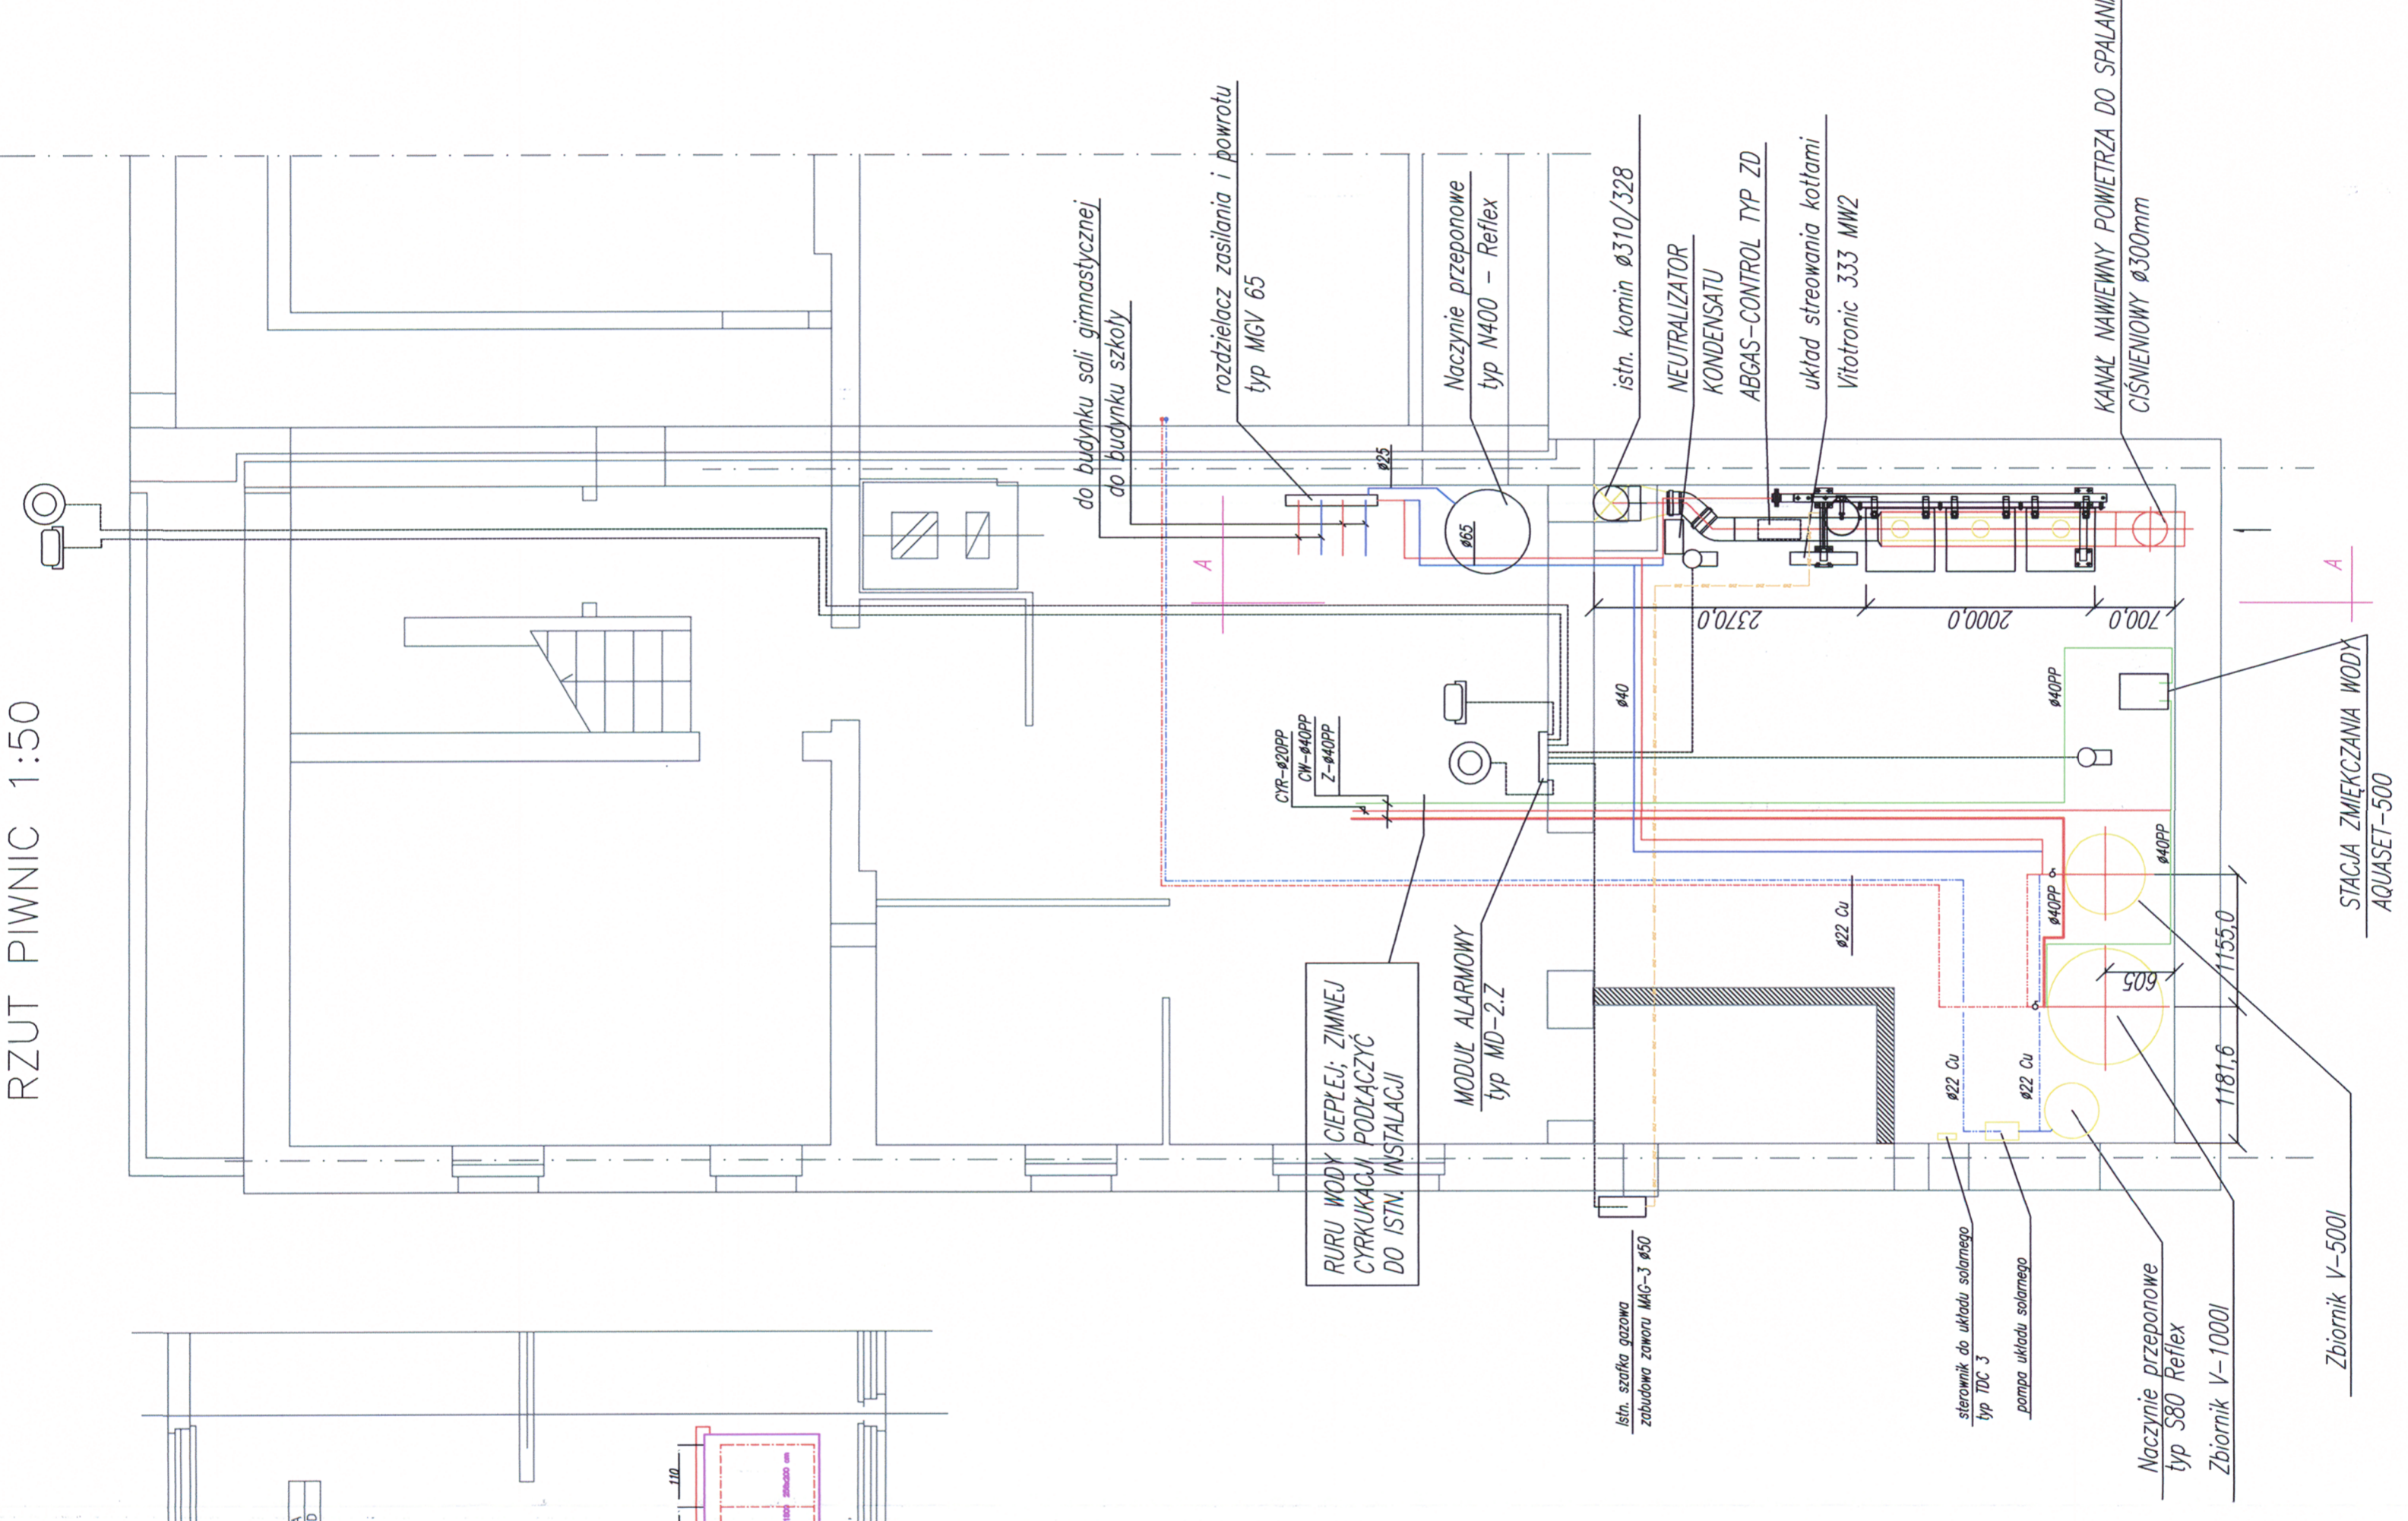 RZUT PIWNIC 1:50
do budynku sali gimnastycznej
do budynku szkoły
rozdzielacz zasilania i powrotu
typ MGV 65
Naczynie przeponowe
typ N400 - Reflex
istn. komin ø310/328
NEUTRALIZATOR
KONDENSATU
ABGAS-CONTROL TYP ZD
układ streowania kotłami
Vitotronic 333 MW2
KANAŁ NAWIEWNY POWIETRZA DO SPALANIA
CIŚNIENIOWY ø300mm
ø25
ø65
A
A
2370,0
2000,0
700,0
ø40
ø40PP
CYR-ø20PP
CW-ø40PP
Z-ø40PP
STACJA ZMIĘKCZANIA WODY
AQUASET-500
ø40PP
ø40PP
ø22 Cu
605
1155,0
1181,6
ø22 Cu
ø22 Cu
RURU WODY CIEPŁEJ; ZIMNEJ
CYRKUKACJI PODŁĄCZYĆ
DO ISTN. INSTALACJI
MODUŁ ALARMOWY
typ MD-2.Z
Istn. szafka gazowa
zabudowa zaworu MAG-3 ø50
sterownik do układu solarnego
typ TDC 3
pompa układu solarnego
Naczynie przeponowe
typ S80 Reflex
Zbiornik V-1000l
Zbiornik V-500l
110